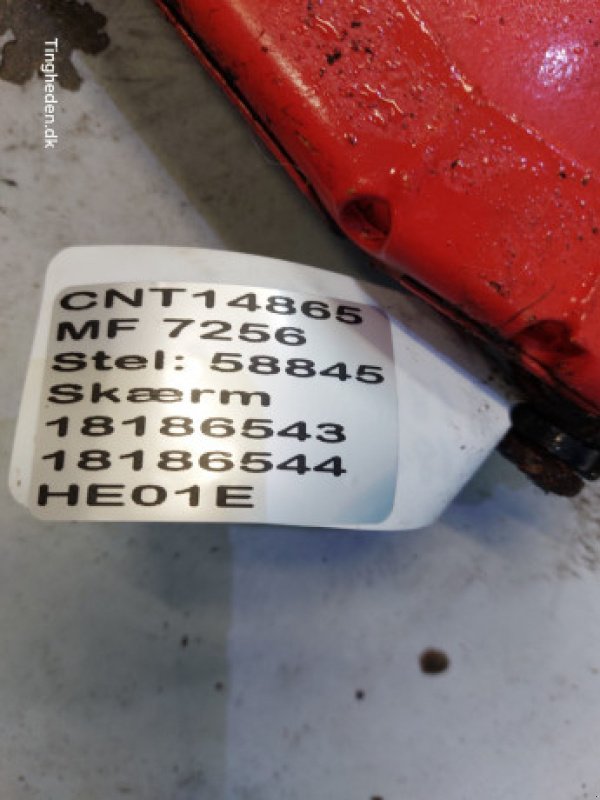 Tingheden.dk
CNT14865
MF 7256
Stel: 58845
Skærm
18186543
18186544
HE01E